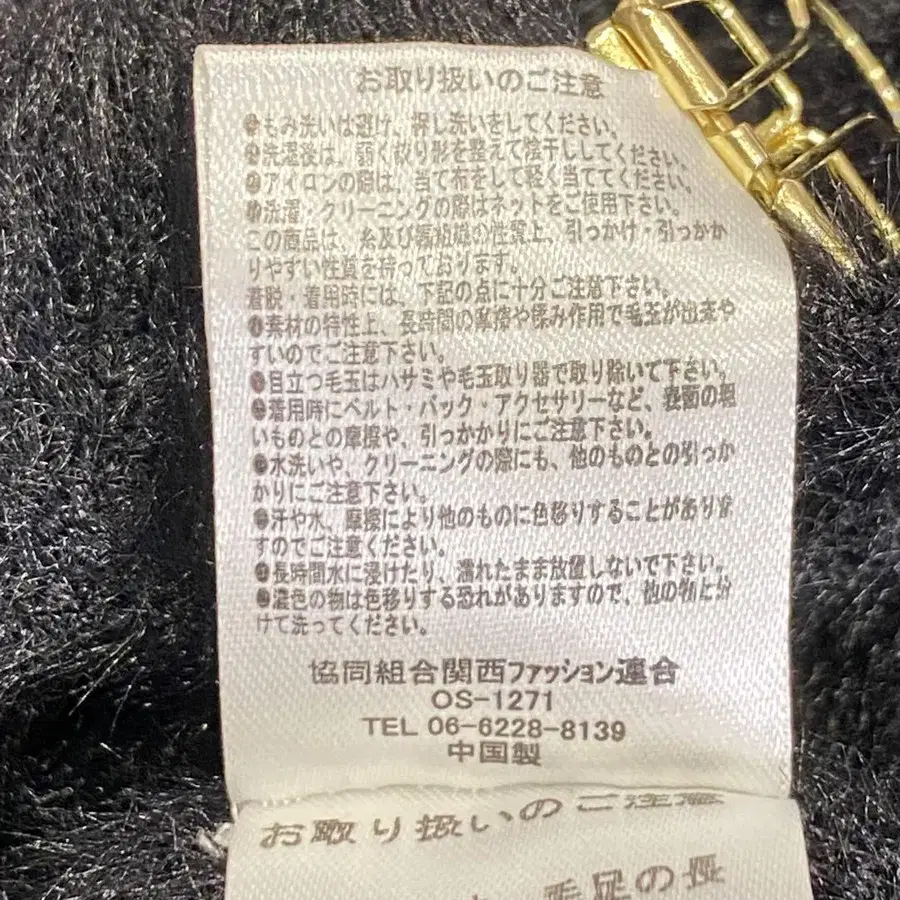 お取り扱いのご注意
●もみ洗いは避け、押し洗いをしてください。
●洗濯後は、弱く絞り形を整えて陰干ししてください。
●アイロンの際は、当て布をして軽く当ててください。
●洗濯・クリーニングの際はネットをご使用下さい。
この商品は、糸及び編組織の性質上、引っかけ・引っかか
りやすい性質を持っております。
着脱・着用時には、下記の点に十分ご注意下さい。
●素材の特性上、長時間の摩擦や揉み作用で毛玉が出来や
すいのでご注意下さい。
●目立つ毛玉はハサミや毛玉取り器で取り除いて下さい。
●着用時にベルト・バック・アクセサリーなど、表面の粗
いものとの摩擦や、引っかかりにご注意下さい。
●水洗いや、クリーニングの際にも、他のものとの引っか
かりにご注意下さい。
●汗や水、摩擦により他のものに色移りすることがありま
すのでご注意ください。
●長時間水に浸けたり、濡れたまま放置しないで下さい。
●濃色の物は色移りする恐れがありますので、他の物と分
けて洗ってください。
協同組合関西ファッション連合
OS-1271
TEL 06-6228-8139
中国製
お取り扱いのご注意
毛足の長